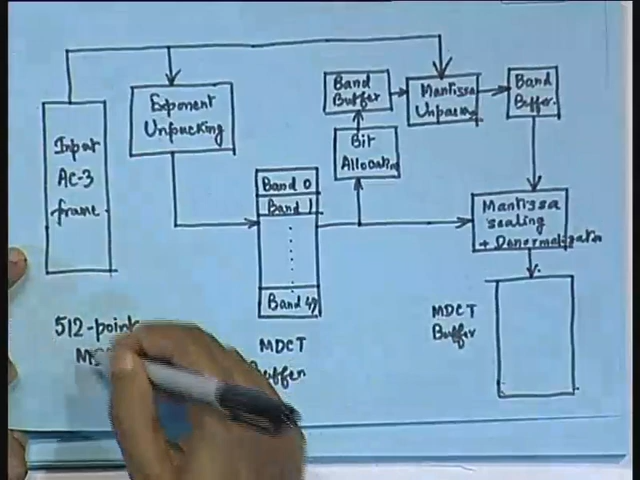 Input
AC-3
frame
Exponent
Unpacking
Band
Buffer
Bit
Allocation
Mantissa
Unpacking
Band
Buffer
Band 0
Band 1
Band 49
MDCT
Buffer
Mantissa
scaling
+ Denormalization
MDCT
Buffer
512-point